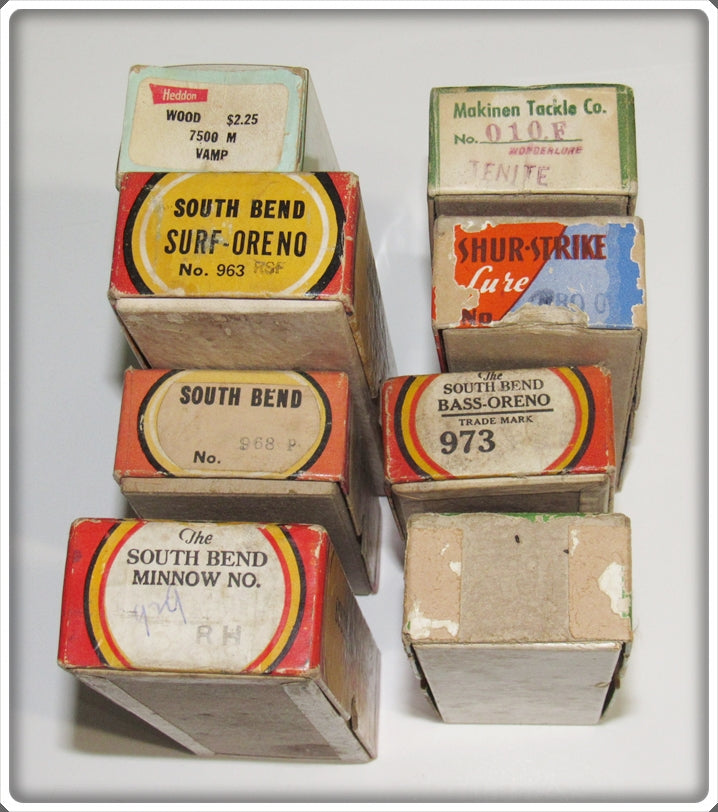 Heddon
WOOD $2.25
7500 M
VAMP
SOUTH BEND
SURF-ORENO
No. 963 RSF
SOUTH BEND
No. 968 P
The
SOUTH BEND
MINNOW NO.
RH
Makinen Tackle Co.
No. 010F
WONDERLURE
TENITE
SHUR-STRIKE
Lure
No
The
SOUTH BEND
BASS-ORENO
TRADE MARK
973